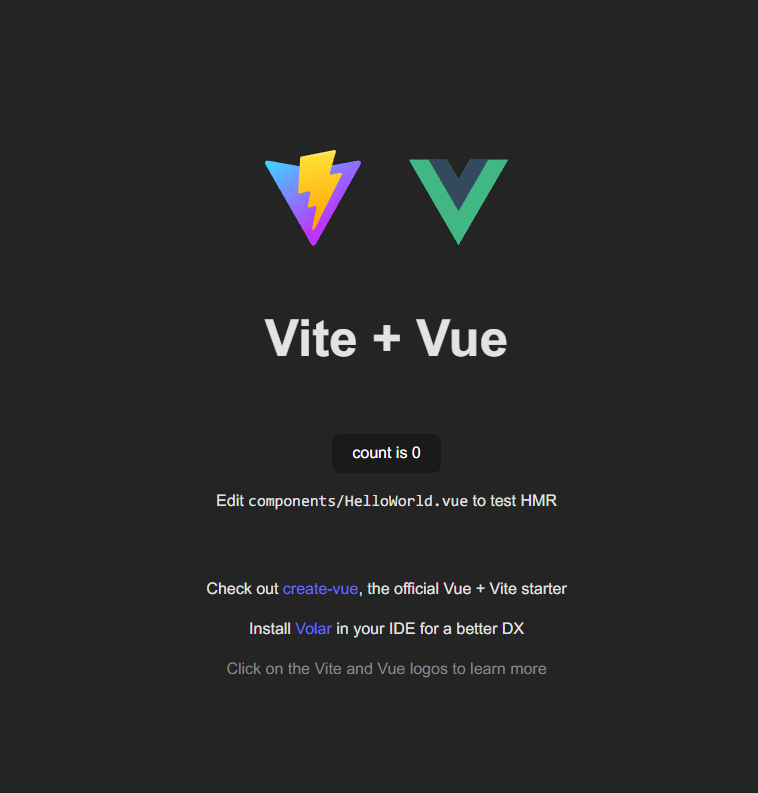 Vite + Vue
count is 0
Edit components/HelloWorld.vue to test HMR
Check out create-vue, the official Vue + Vite starter
Install Volar in your IDE for a better DX
Click on the Vite and Vue logos to learn more